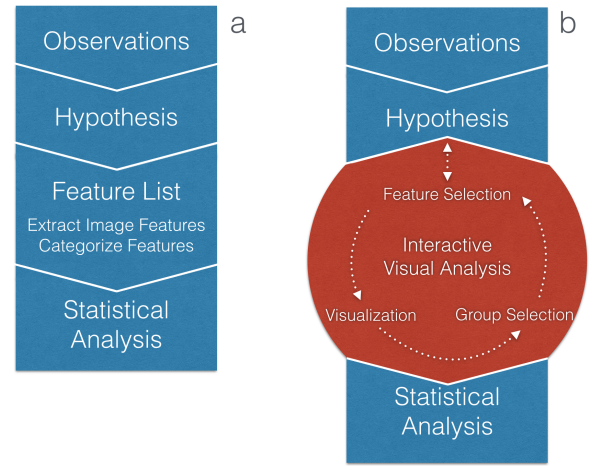 a
Observations
Hypothesis
Feature List
Extract Image Features
Categorize Features
Statistical
Analysis
b
Observations
Hypothesis
Feature Selection
Interactive
Visual Analysis
Visualization
Group Selection
Statistical
Analysis